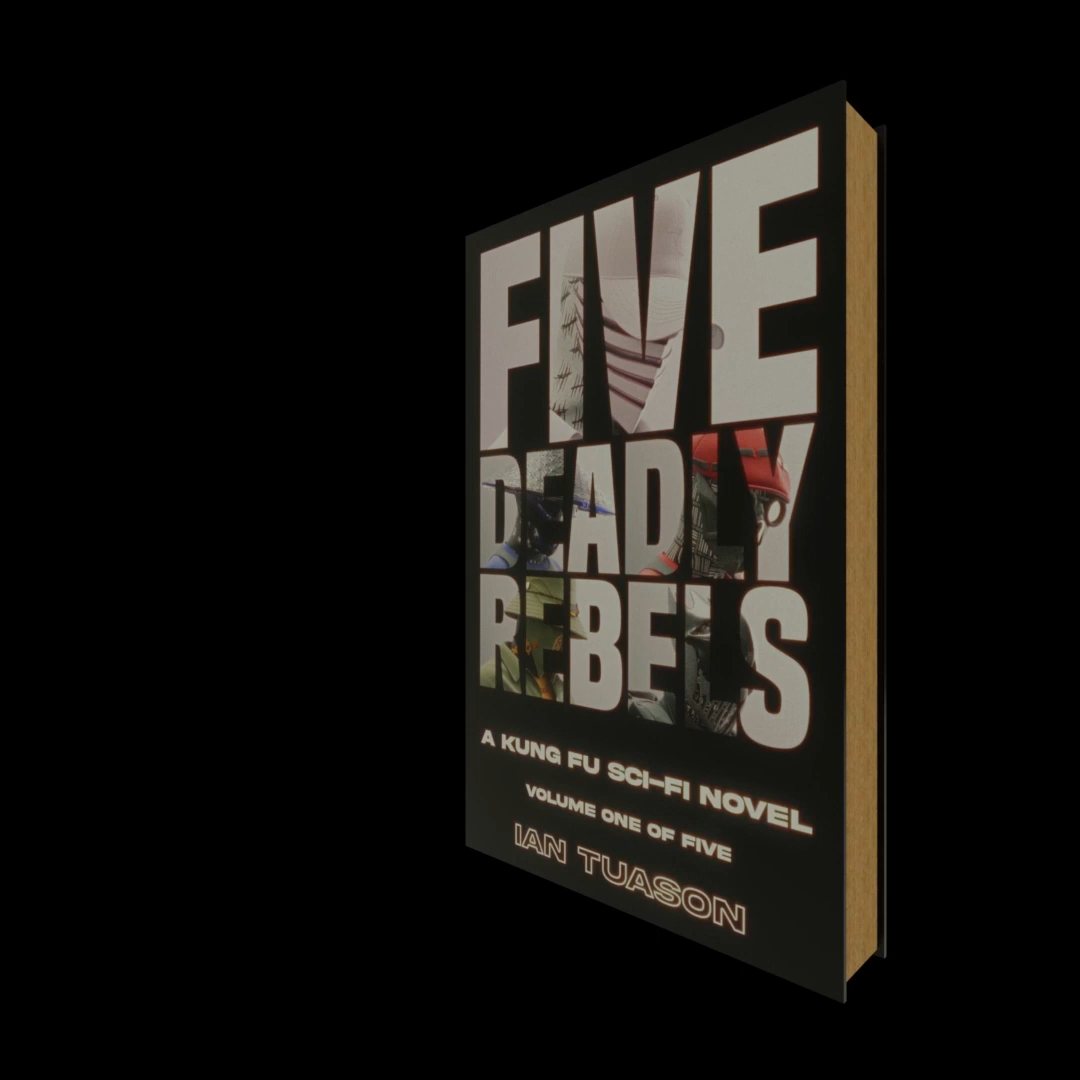 FIVE
DEADLY
REBELS
A KUNG FU SCI-FI NOVEL
VOLUME ONE OF FIVE
IAN TUASON